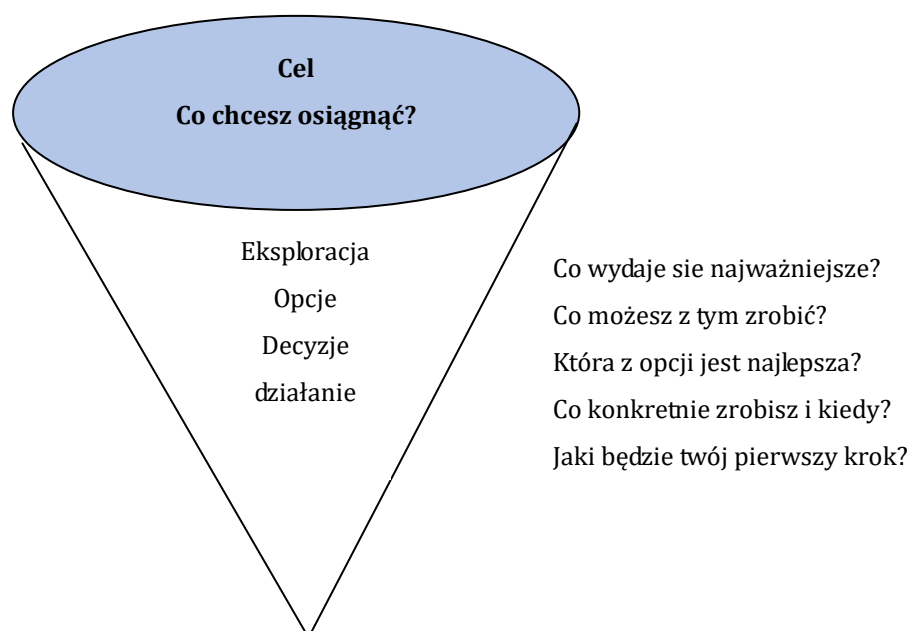 Cel
Co chcesz osiągnąć?
Eksploracja
Opcje
Decyzje
działanie
Co wydaje sie najważniejsze?
Co możesz z tym zrobić?
Która z opcji jest najlepsza?
Co konkretnie zrobisz i kiedy?
Jaki będzie twój pierwszy krok?